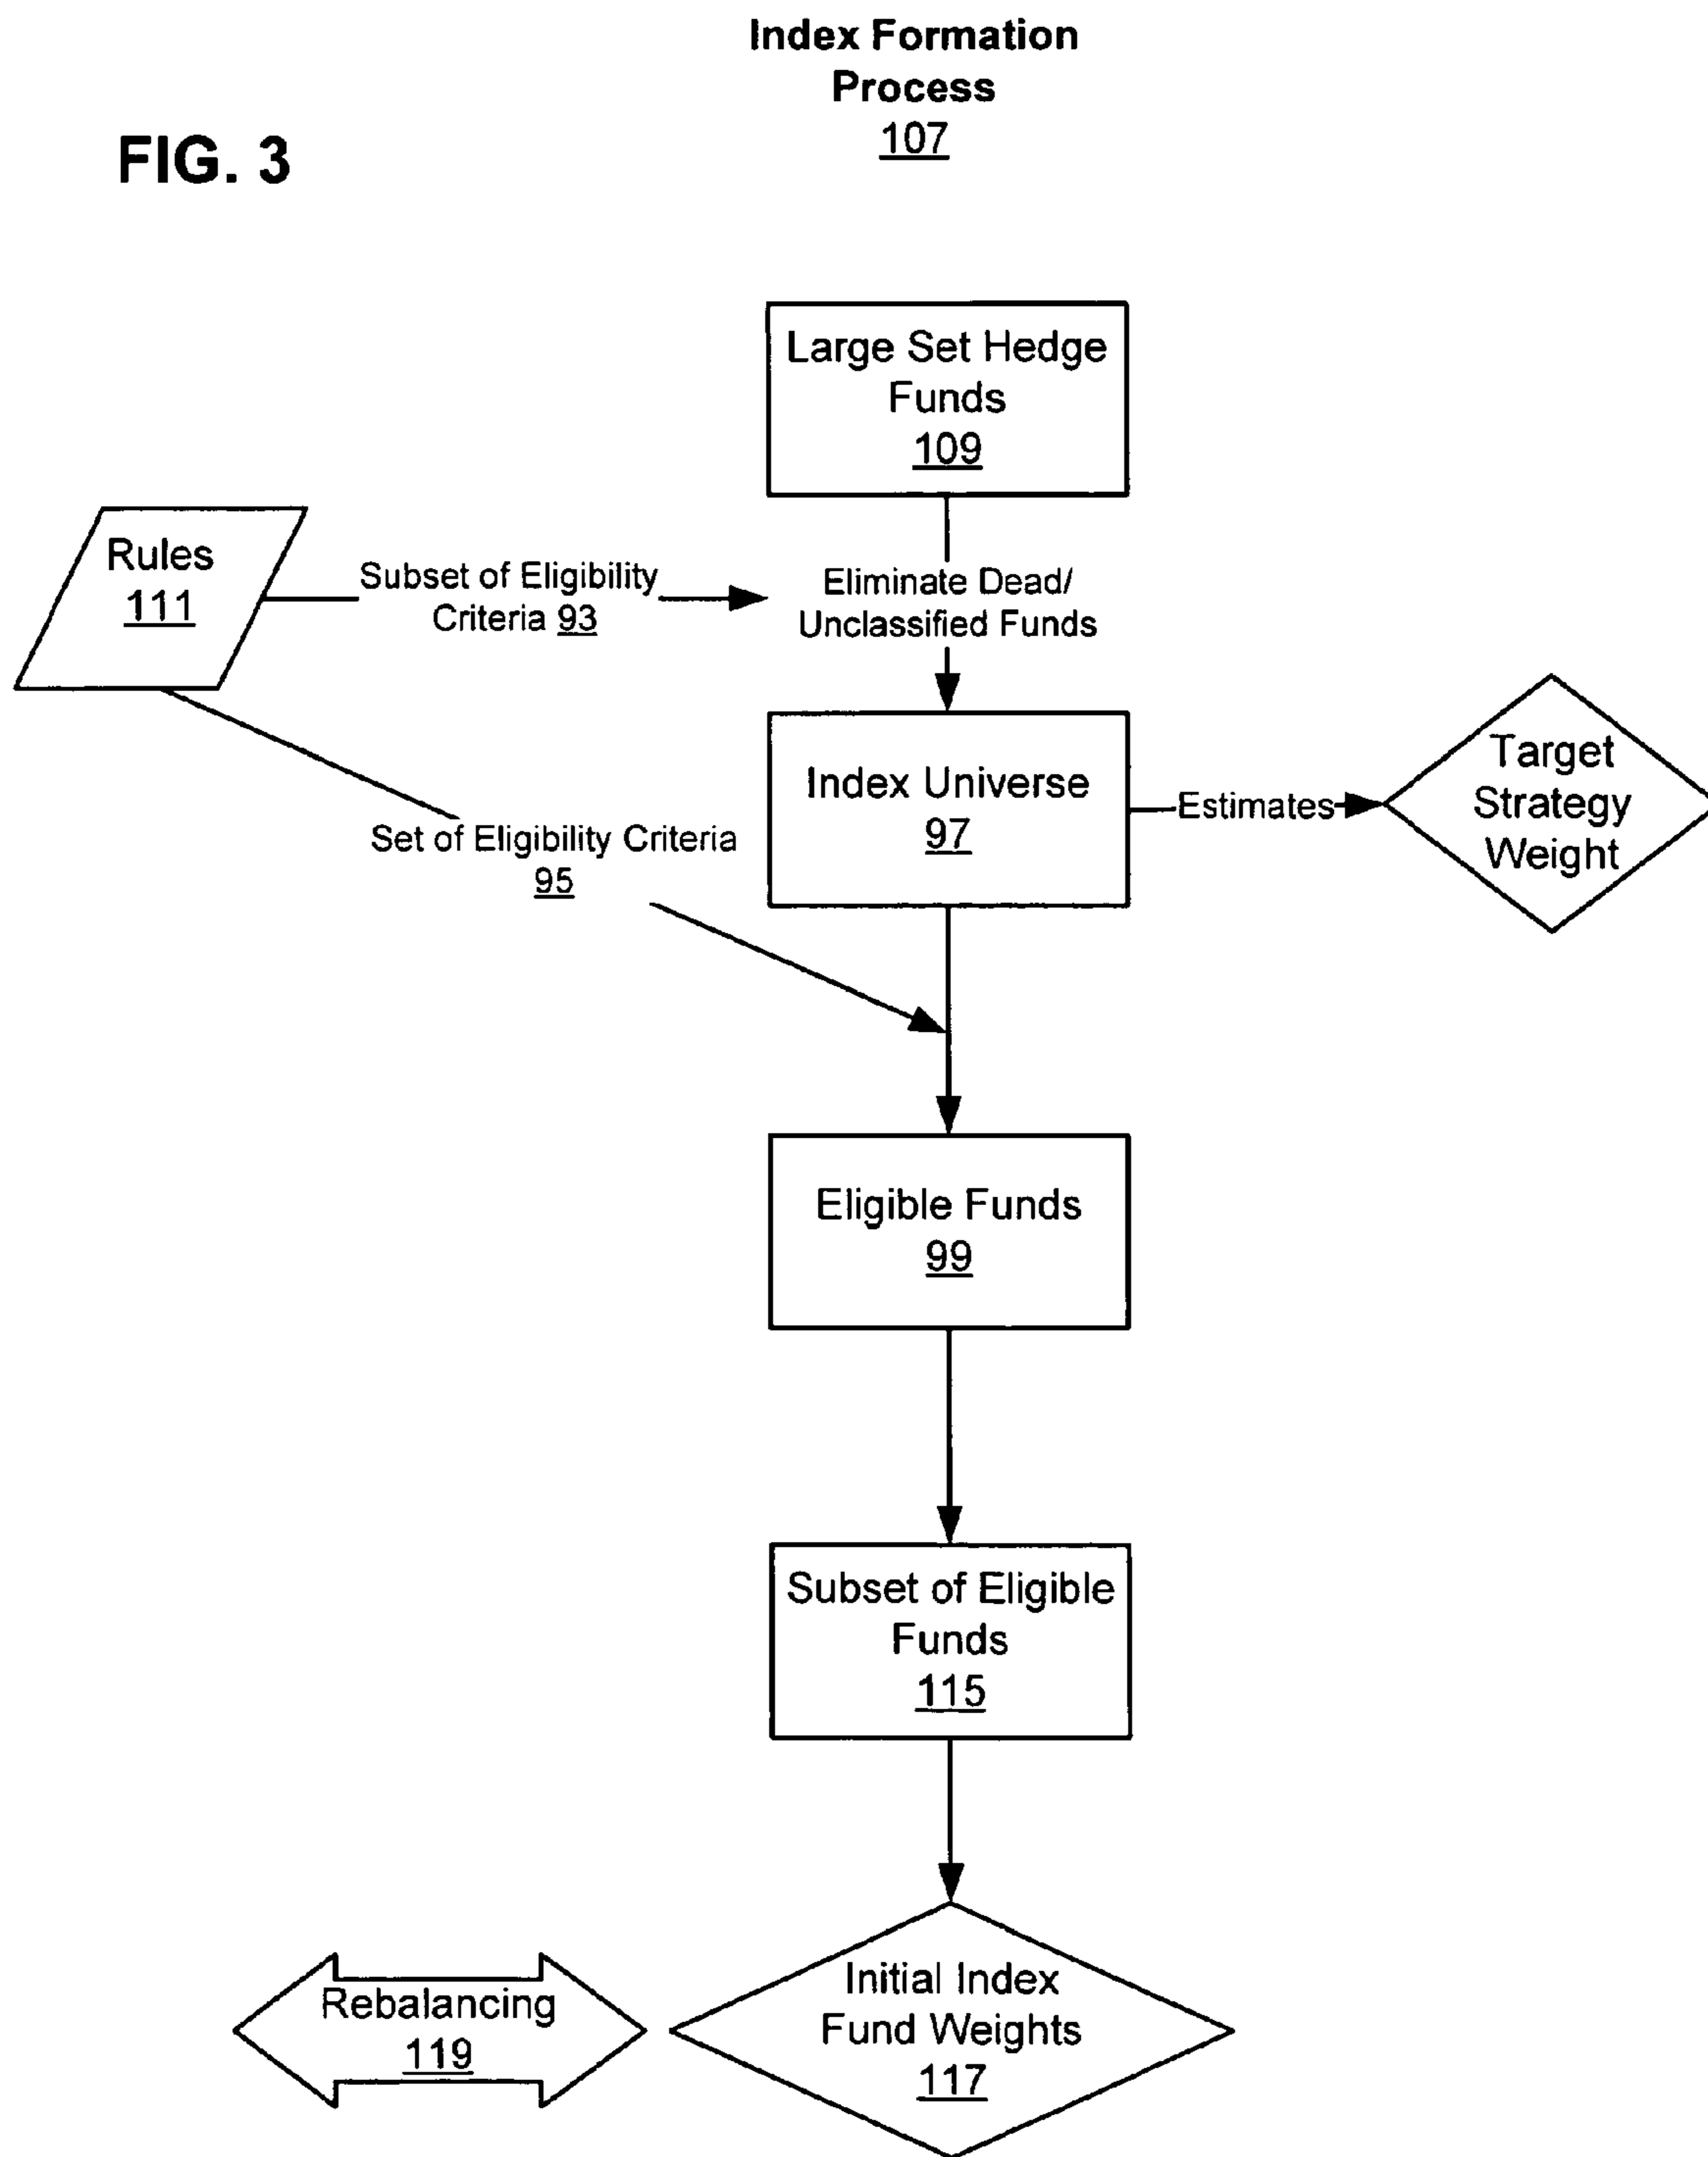 Index Formation
Process
107
FIG. 3
Large Set Hedge
Funds
109
Rules
111
Subset of Eligibility
Criteria 93
Eliminate Dead/
Unclassified Funds
Index Universe
97
Estimates
Target
Strategy
Weight
Set of Eligibility Criteria
95
Eligible Funds
99
Subset of Eligible
Funds
115
Initial Index
Fund Weights
117
Rebalancing
119